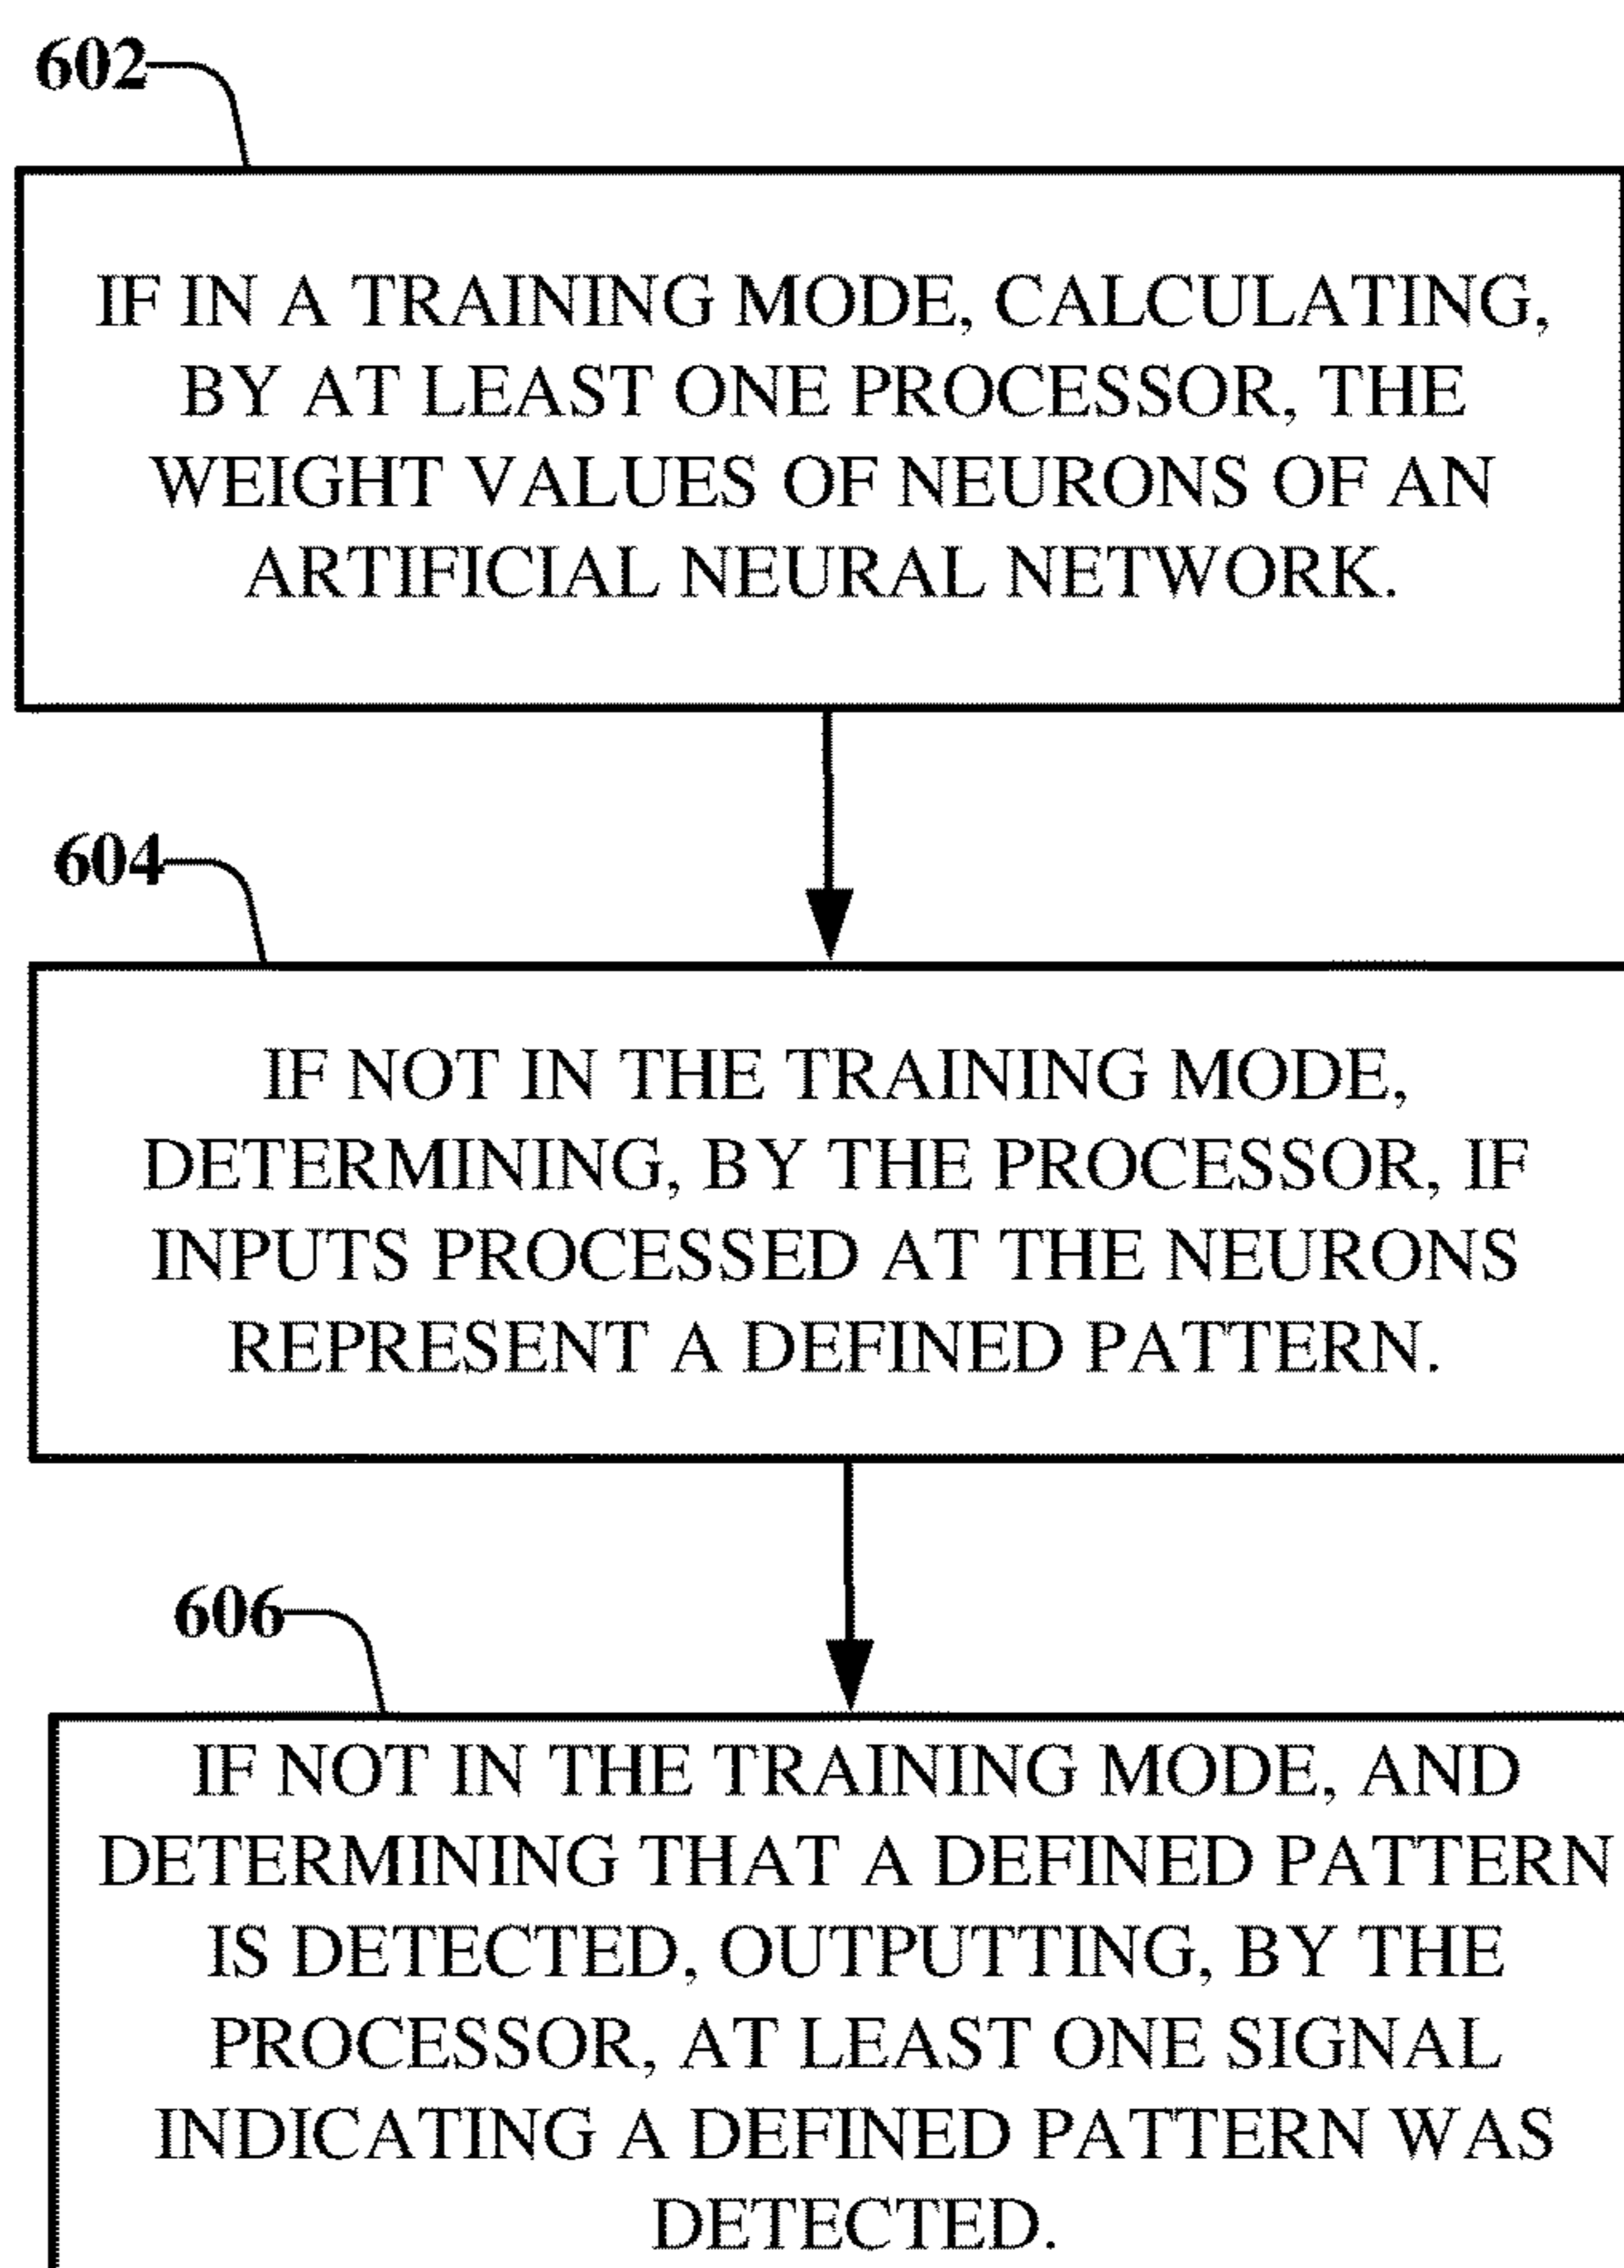 602
IF IN A TRAINING MODE, CALCULATING,
BY AT LEAST ONE PROCESSOR, THE
WEIGHT VALUES OF NEURONS OF AN
ARTIFICIAL NEURAL NETWORK.
604
IF NOT IN THE TRAINING MODE,
DETERMINING, BY THE PROCESSOR, IF
INPUTS PROCESSED AT THE NEURONS
REPRESENT A DEFINED PATTERN.
606
IF NOT IN THE TRAINING MODE, AND
DETERMINING THAT A DEFINED PATTERN
IS DETECTED, OUTPUTTING, BY THE
PROCESSOR, AT LEAST ONE SIGNAL
INDICATING A DEFINED PATTERN WAS
DETECTED.